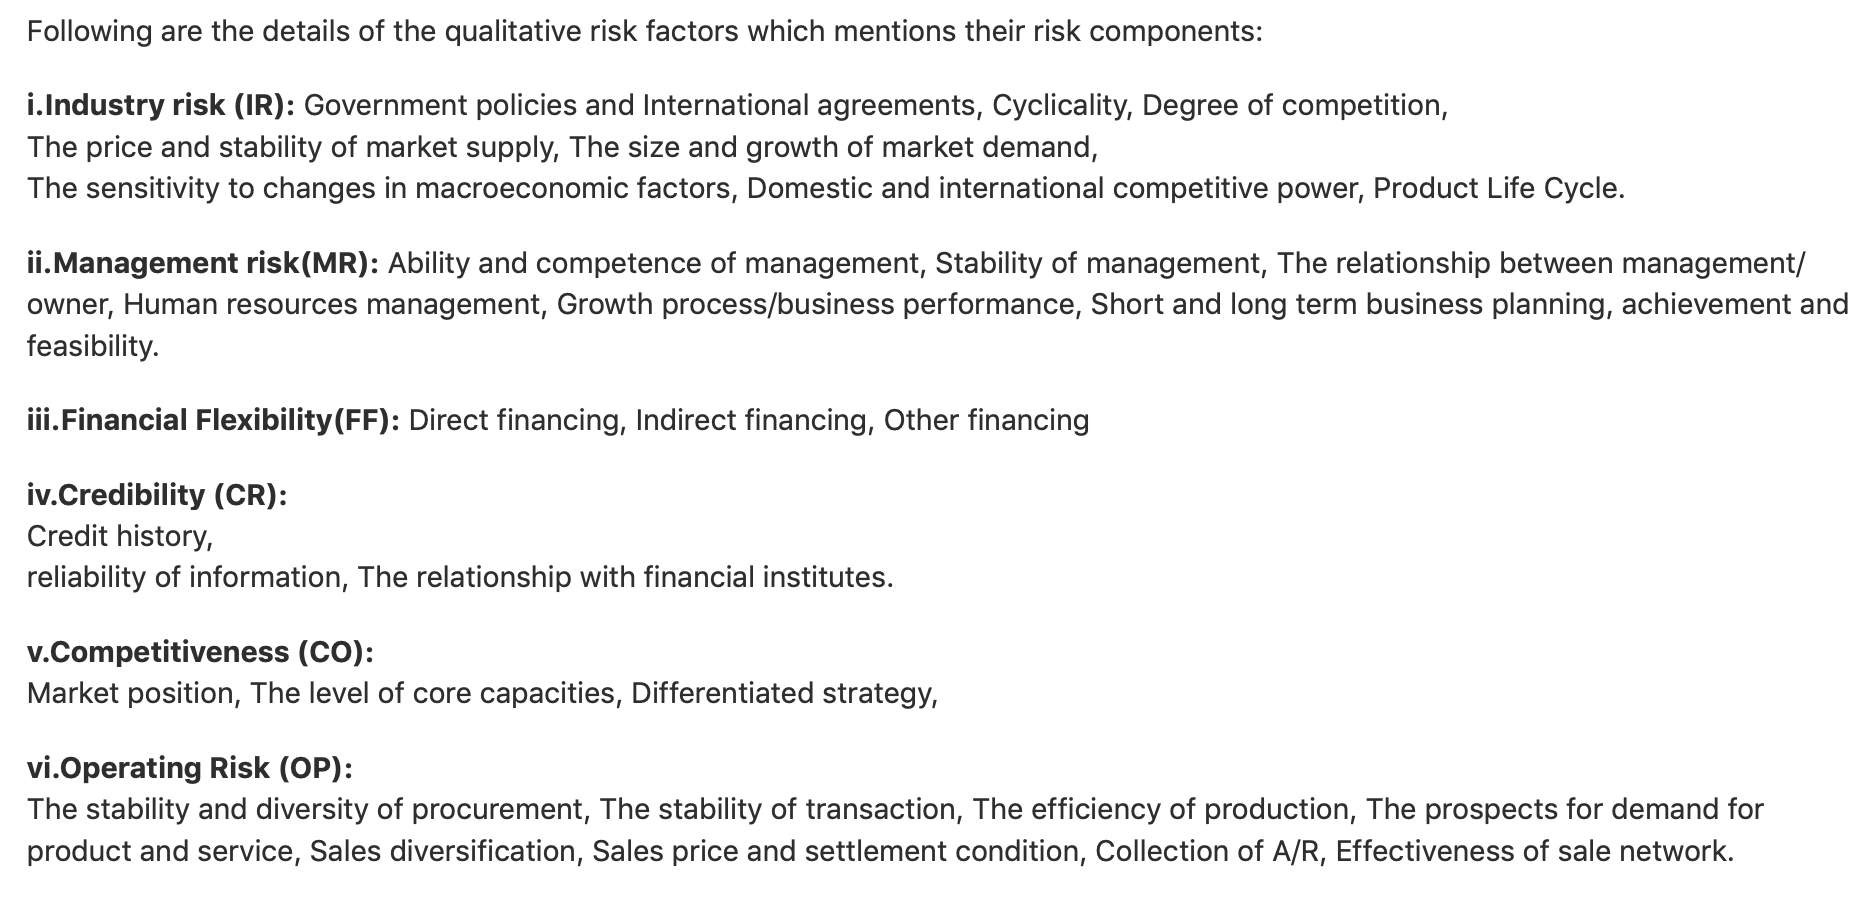 Following are the details of the qualitative risk factors which mentions their risk components:
i.Industry risk (IR): Government policies and International agreements, Cyclicality, Degree of competition,
The price and stability of market supply, The size and growth of market demand,
The sensitivity to changes in macroeconomic factors, Domestic and international competitive power, Product Life Cycle.
ii.Management risk(MR): Ability and competence of management, Stability of management, The relationship between management/
owner, Human resources management, Growth process/business performance, Short and long term business planning, achievement and
feasibility.
iii.Financial Flexibility(FF): Direct financing, Indirect financing, Other financing
iv.Credibility (CR):
Credit history,
reliability of information, The relationship with financial institutes.
v.Competitiveness (CO):
Market position, The level of core capacities, Differentiated strategy,
vi.Operating Risk (OP):
The stability and diversity of procurement, The stability of transaction, The efficiency of production, The prospects for demand for
product and service, Sales diversification, Sales price and settlement condition, Collection of A/R, Effectiveness of sale network.